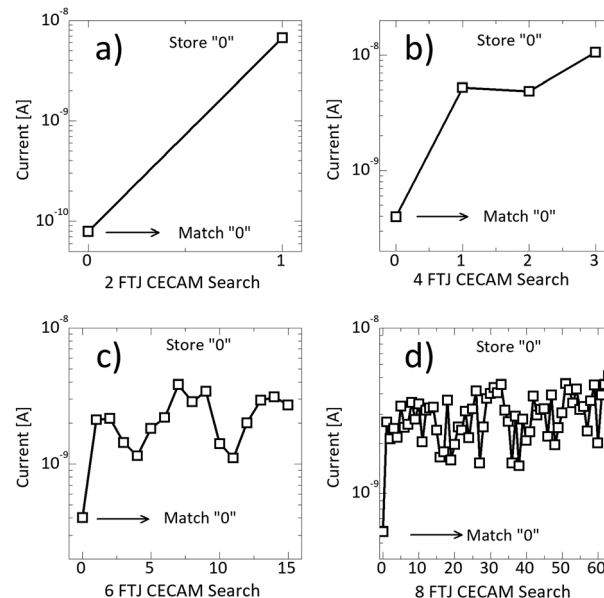 a)
Store "0"
10^-8
10^-9
10^-10
Current [A]
Match "0"
0
1
2 FTJ CECAM Search
b)
Store "0"
10^-8
10^-9
Current [A]
Match "0"
0
1
2
3
4 FTJ CECAM Search
c)
Store "0"
10^-8
10^-9
Current [A]
Match "0"
0
5
10
15
6 FTJ CECAM Search
d)
Store "0"
10^-8
10^-9
Current [A]
Match "0"
0
10
20
30
40
50
60
8 FTJ CECAM Search